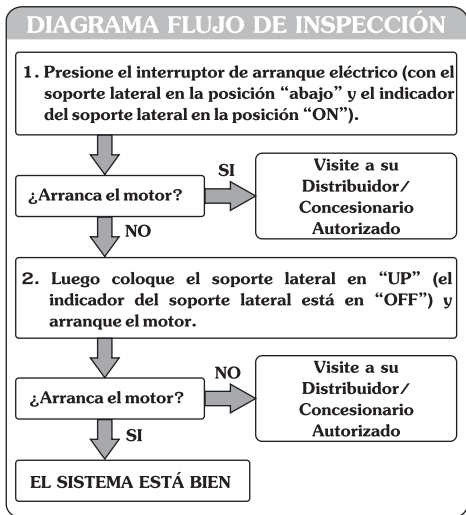 DIAGRAMA FLUJO DE INSPECCIÓN
1. Presione el interruptor de arranque eléctrico (con el
soporte lateral en la posición “abajo” y el indicador
del soporte lateral en la posición “ON”).
¿Arranca el motor?
SI
Visite a su
Distribuidor/
Concesionario
Autorizado
NO
2. Luego coloque el soporte lateral en “UP” (el
indicador del soporte lateral está en “OFF”) y
arranque el motor.
¿Arranca el motor?
NO
Visite a su
Distribuidor/
Concesionario
Autorizado
SI
EL SISTEMA ESTÁ BIEN